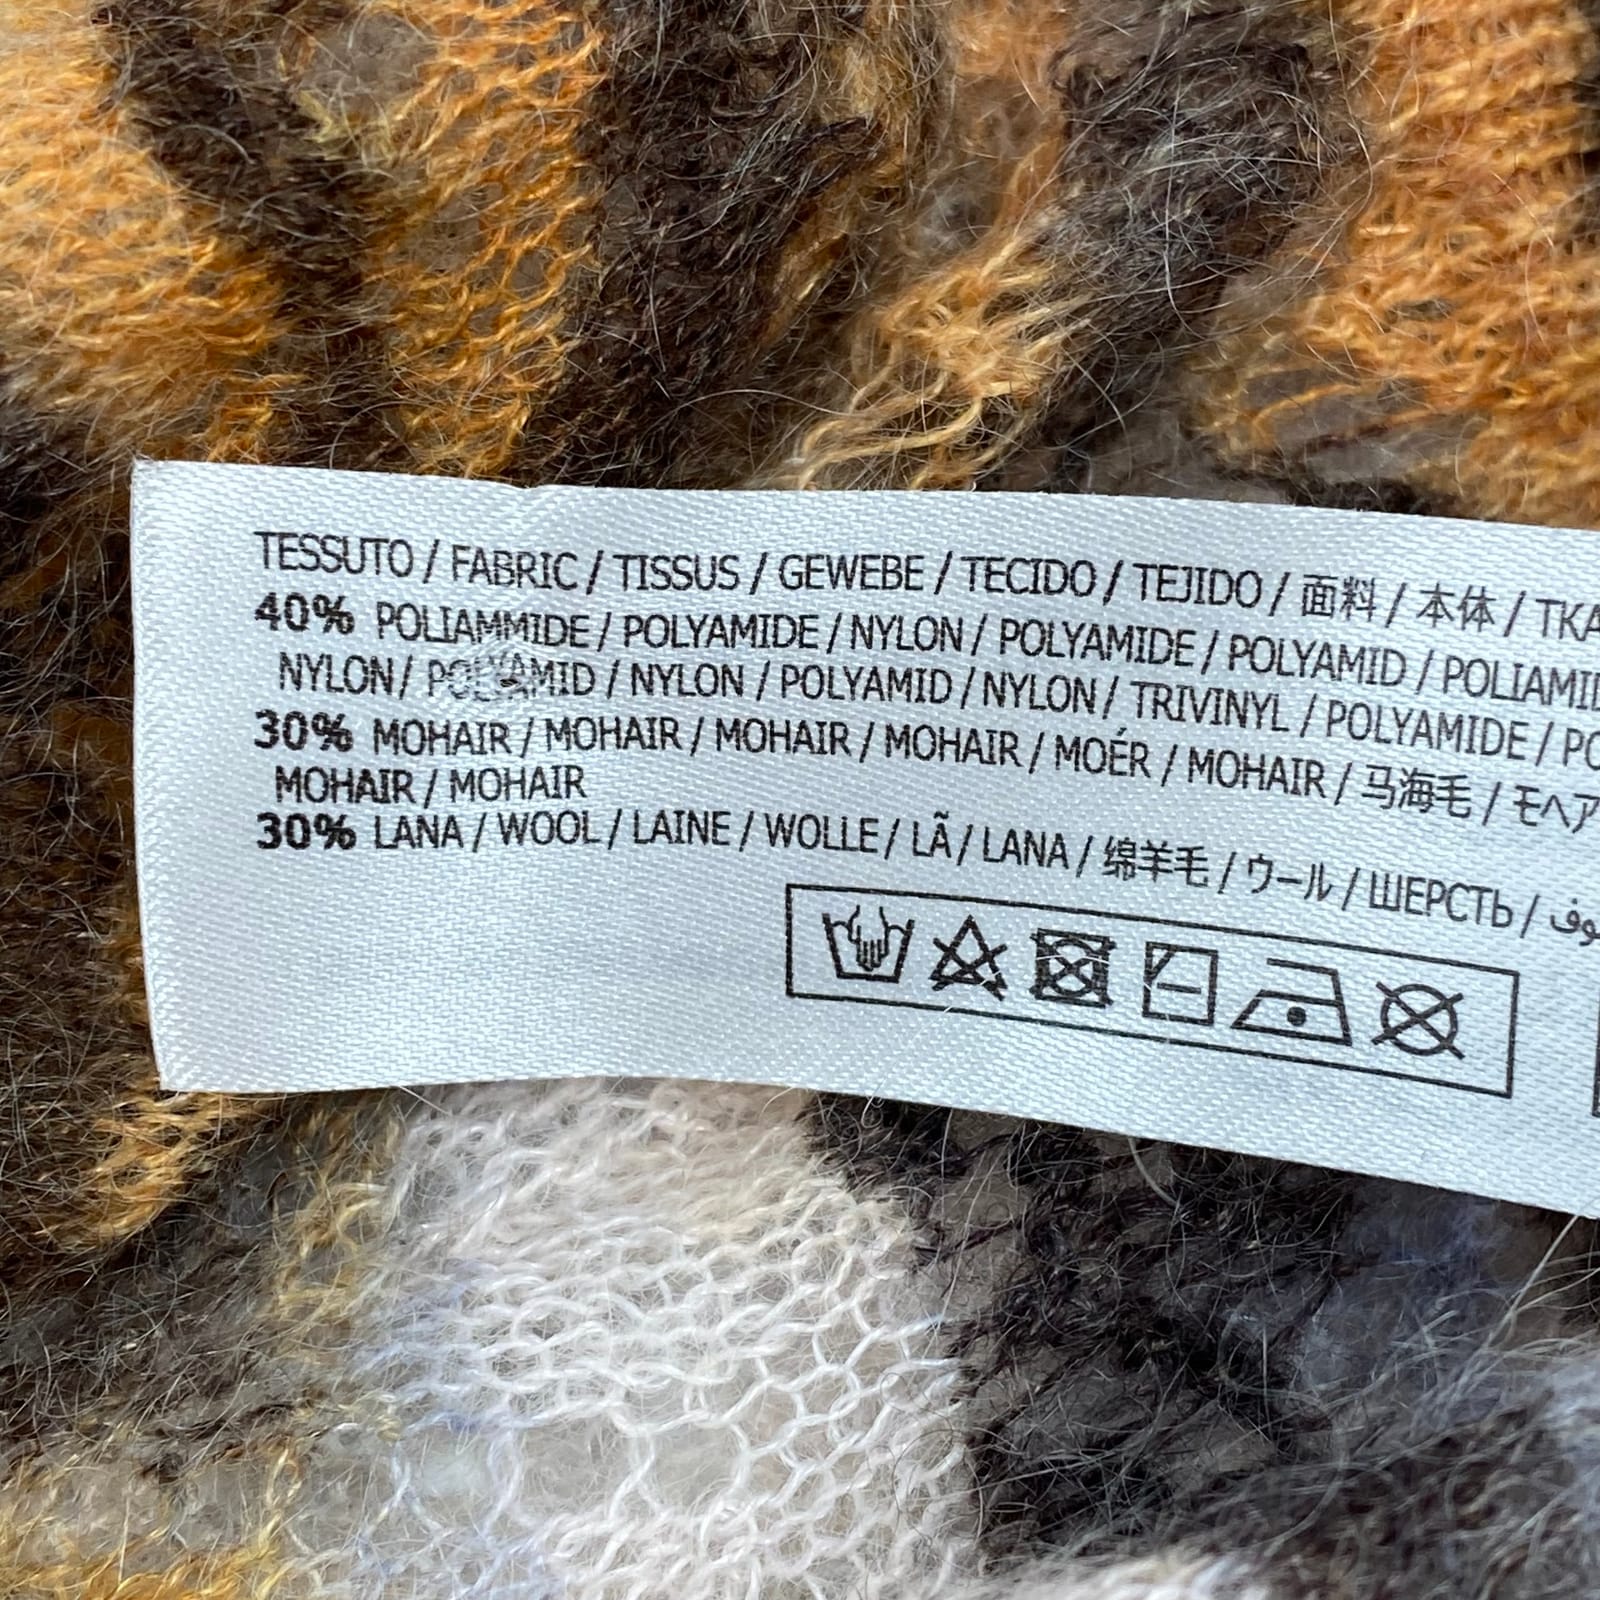 TESSUTO / FABRIC / TISSUS / GEWEBE / TECIDO / TEJIDO / 面料 / 本体 / TKA
40% POLIAMMIDE / POLYAMIDE / NYLON / POLYAMIDE / POLYAMID / POLIAMID
NYLON / POLYAMID / NYLON / POLYAMID / NYLON / TRIVINYL / POLYAMIDE / PO
30% MOHAIR / MOHAIR / MOHAIR / MOHAIR / MOÉR / MOHAIR / 马海毛 / モヘア
MOHAIR / MOHAIR
30% LANA / WOOL / LAINE / WOLLE / LÃ / LANA / 绵羊毛 / ウール / ШЕРСТЬ / صوف